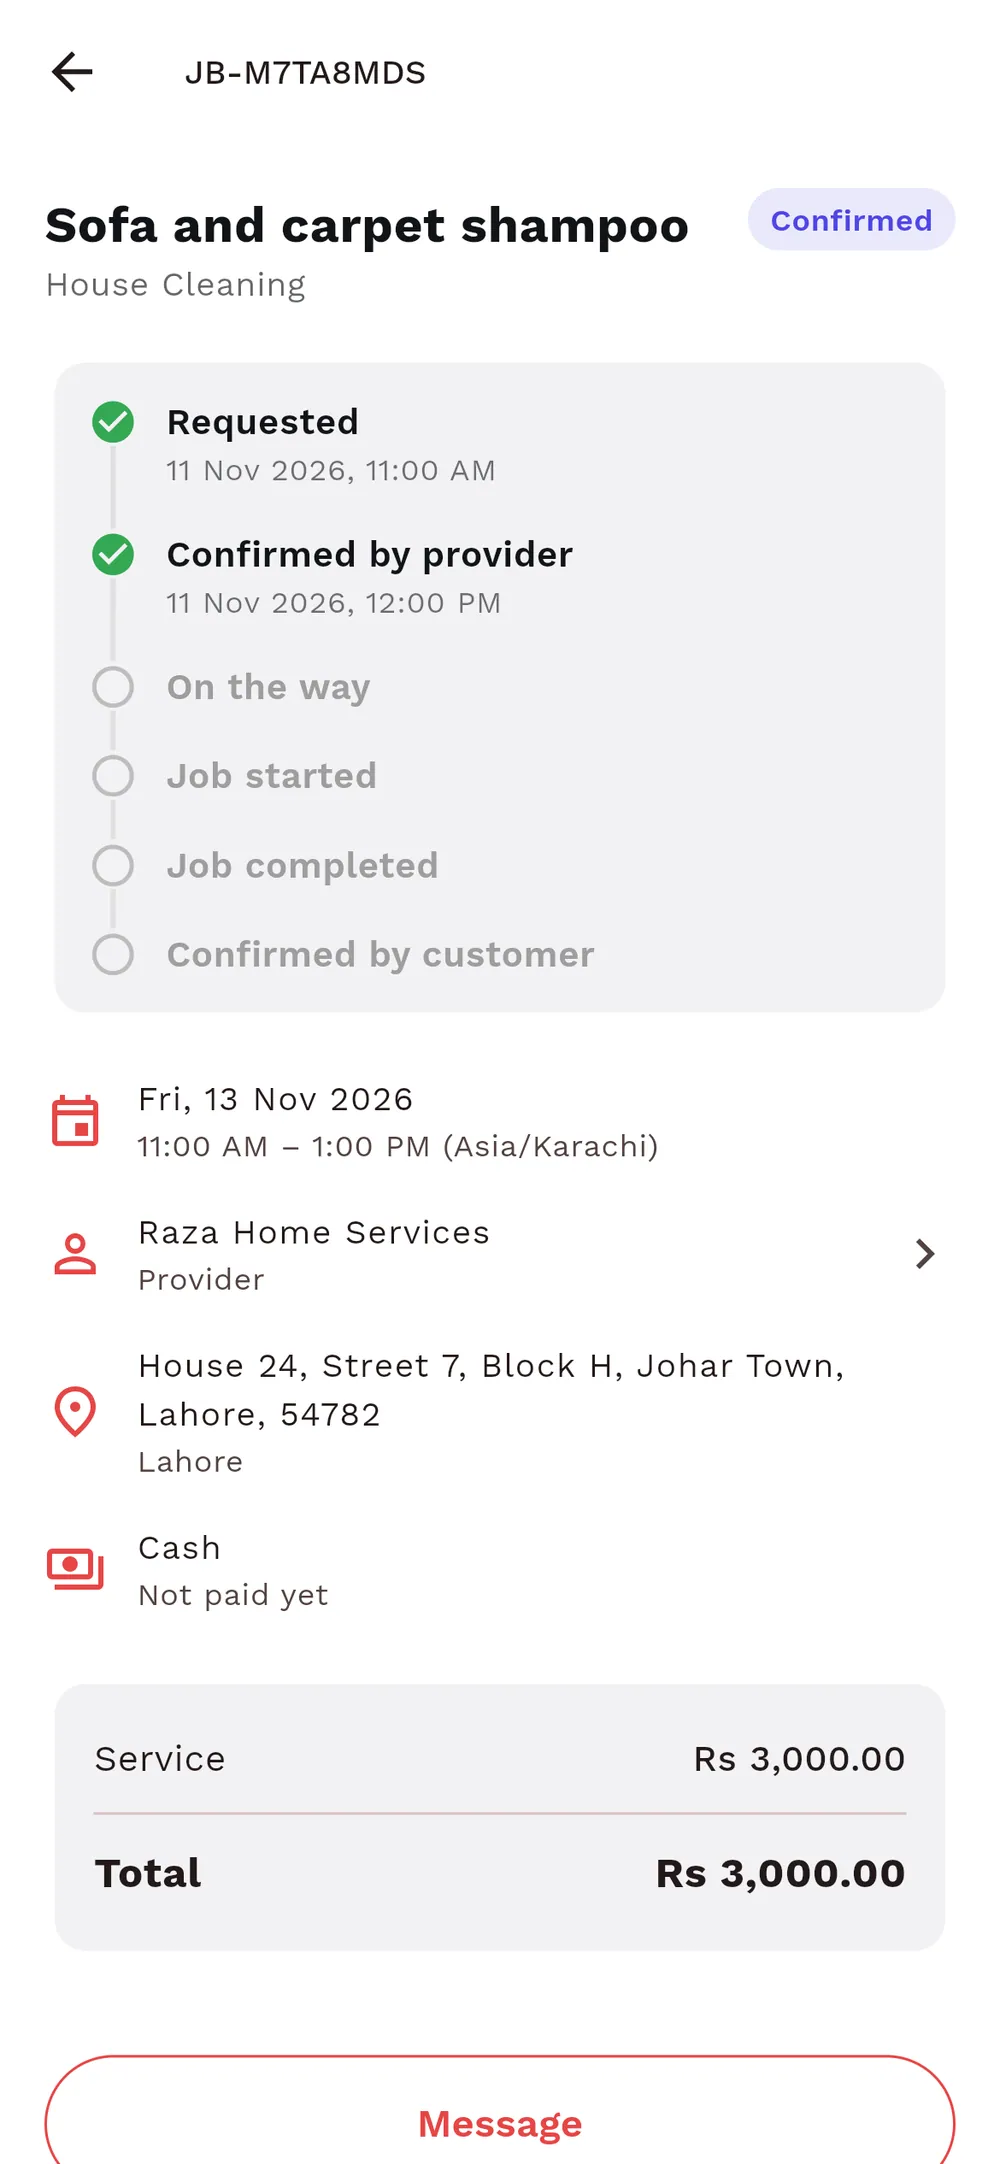 JB-M7TA8MDS
Sofa and carpet shampoo
Confirmed
House Cleaning
Requested
11 Nov 2026, 11:00 AM
Confirmed by provider
11 Nov 2026, 12:00 PM
On the way
Job started
Job completed
Confirmed by customer
Fri, 13 Nov 2026
11:00 AM – 1:00 PM (Asia/Karachi)
Raza Home Services
Provider
House 24, Street 7, Block H, Johar Town,
Lahore, 54782
Lahore
Cash
Not paid yet
Service Rs 3,000.00
Total Rs 3,000.00
Message